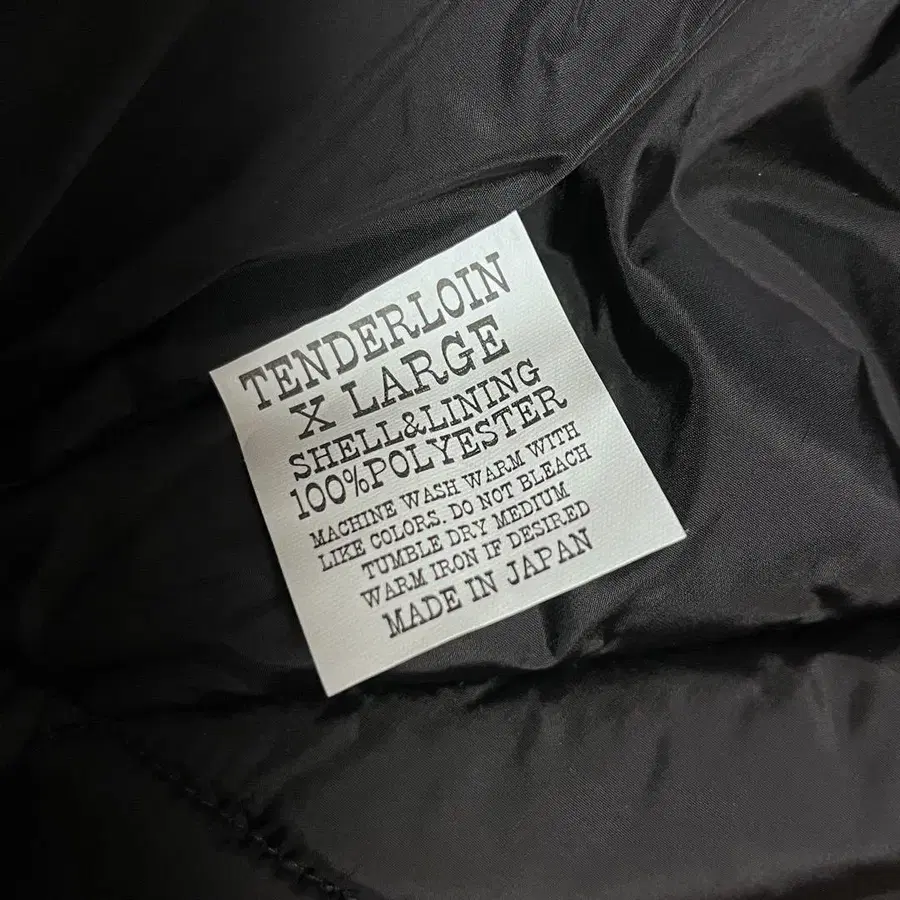 TENDERLOIN
X LARGE
SHELL&LINING
100%POLYESTER
MACHINE WASH WARM WITH
LIKE COLORS. DO NOT BLEACH
TUMBLE DRY MEDIUM
WARM IRON IF DESIRED
MADE IN JAPAN